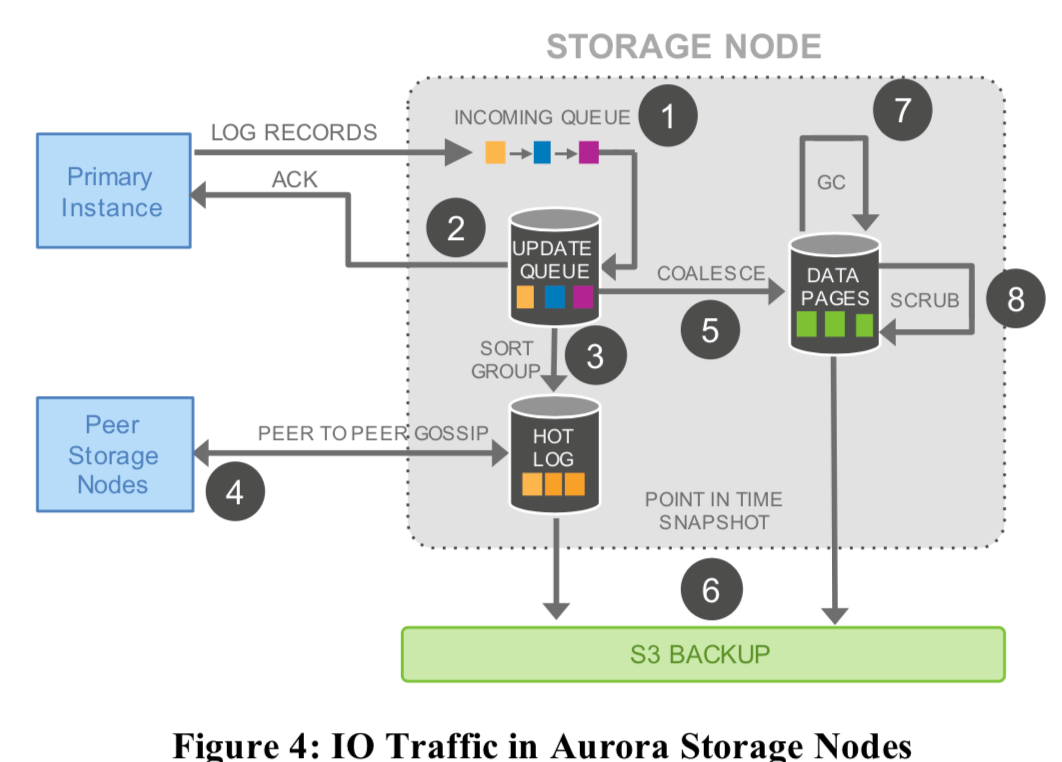 STORAGE NODE
INCOMING QUEUE
1
7
LOG RECORDS
Primary
Instance
ACK
GC
2
UPDATE
QUEUE
COALESCE
DATA
PAGES
SCRUB
8
5
3
SORT
GROUP
Peer
Storage
Nodes
PEER TO PEER GOSSIP
4
HOT
LOG
POINT IN TIME
SNAPSHOT
6
S3 BACKUP
Figure 4: IO Traffic in Aurora Storage Nodes